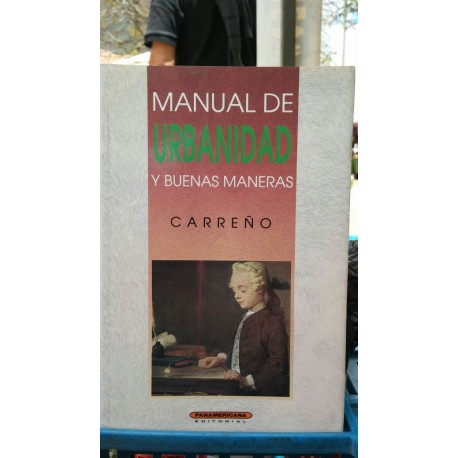 MANUAL DE
URBANIDAD
Y BUENAS MANERAS
CARREÑO
PANAMERICANA
EDITORIAL